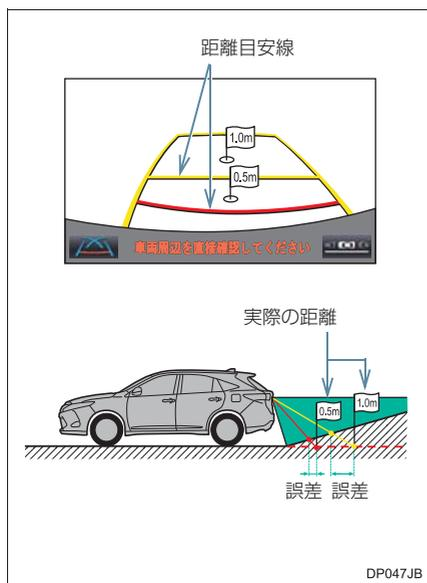 距離目安線
1.0m
0.5m
車両周辺を直接確認してください
実際の距離
0.5m
1.0m
誤差 誤差
DP047JB